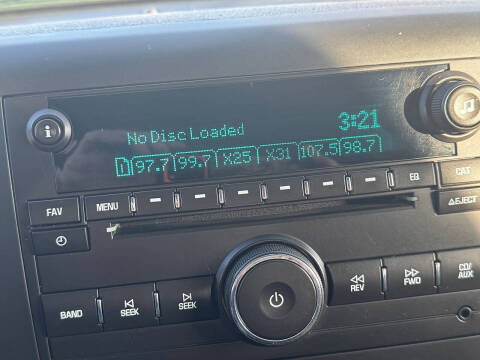 No Disc Loaded
3:21
1 97.7 99.7 X25 X31 107.5 98.7
FAV MENU EQ CAT
EJECT
BAND SEEK SEEK REV FWD CD/AUX